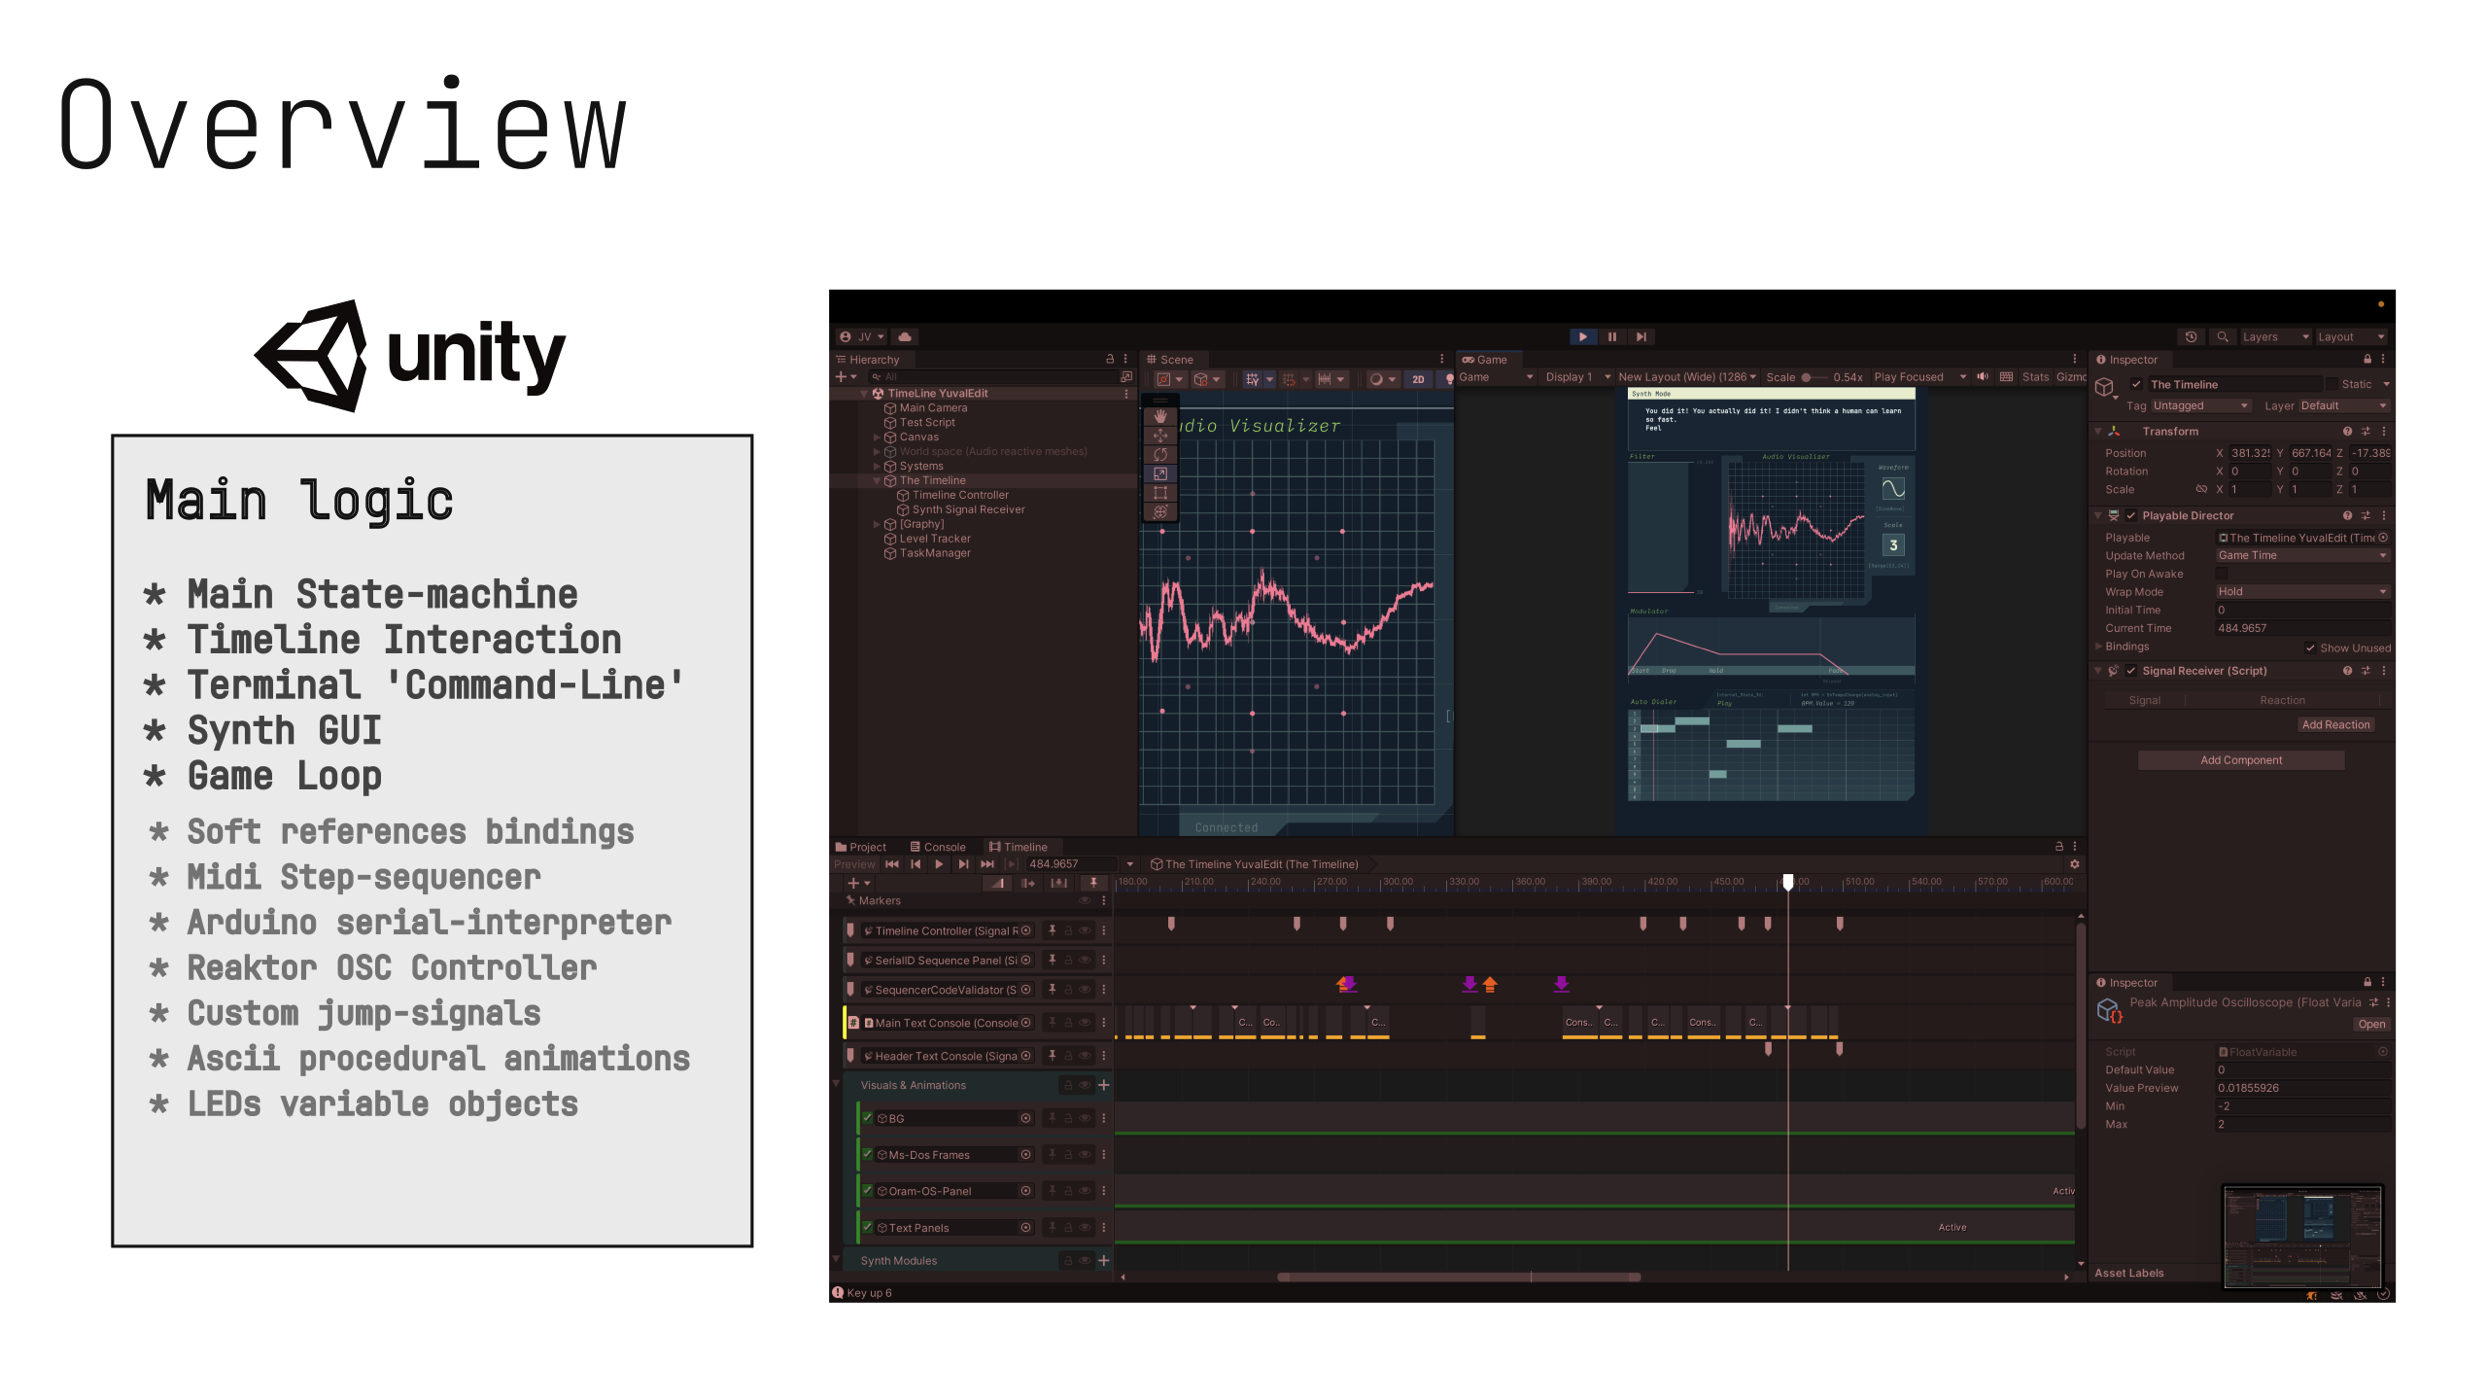 Overview
unity
Main logic
* Main State-machine
* Timeline Interaction
* Terminal 'Command-Line'
* Synth GUI
* Game Loop
* Soft references bindings
* Midi Step-sequencer
* Arduino serial-interpreter
* Reaktor OSC Controller
* Custom jump-signals
* Ascii procedural animations
* LEDs variable objects
JV
Layers
Layout
Hierarchy
All
TimeLine YuvalEdit
Main Camera
Test Script
Canvas
World space (Audio reactive meshes)
Systems
The Timeline
Timeline Controller
Synth Signal Receiver
[Graphy]
Level Tracker
TaskManager
Scene
2D
udio Visualizer
Connected
Game
Game Display 1 New Layout (Wide) (1286 Scale 0.54x Play Focused Stats Gizmo
Synth Mode
You did it! You actually did it! I didn't think a human can learn
so fast.
Feel
Filter
Audio Visualizer
Waveform
Scale
3
Modulator
Start Drop Hold Fade
Auto Dialer
Play
BPM Value = 120
Inspector
The Timeline Static
Tag Untagged Layer Default
Transform
Position X 381.325 Y 667.164 Z -17.389
Rotation X 0 Y 0 Z 0
Scale X 1 Y 1 Z 1
Playable Director
Playable The Timeline YuvalEdit (Time
Update Method Game Time
Play On Awake
Wrap Mode Hold
Initial Time 0
Current Time 484.9657
Bindings Show Unused
Signal Receiver (Script)
Signal Reaction
Add Reaction
Add Component
Project Console Timeline
Preview 484.9657 The Timeline YuvalEdit (The Timeline)
180.00 210.00 240.00 270.00 300.00 330.00 360.00 390.00 420.00 450.00 510.00 540.00 570.00 600.00
Markers
Timeline Controller (Signal R
SerialID Sequence Panel (Si
SequencerCodeValidator (S
Main Text Console (Console
C... Co.. C... Cons.. C... C... Cons.. C...
Header Text Console (Signa
Visuals & Animations
BG
Ms-Dos Frames
Oram-OS-Panel
Activ
Text Panels
Active
Synth Modules
Key up 6
Inspector
Peak Amplitude Oscilloscope (Float Varia
Open
Script FloatVariable
Default Value 0
Value Preview 0.01855926
Min -2
Max 2
Asset Labels